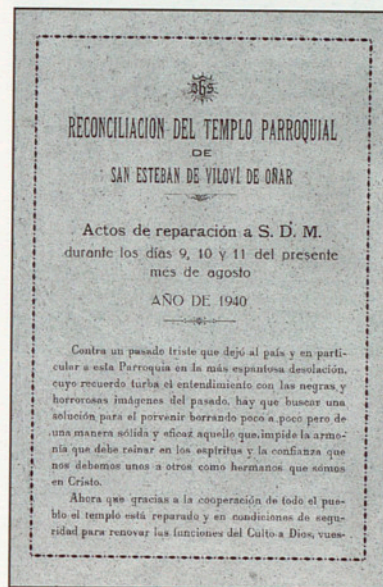 RECONCILIACION DEL TEMPLO PARROQUIAL
DE
SAN ESTEBAN DE VILOVÍ DE OÑAR
Actos de reparación a S. D. M.
durante los días 9, 10 y 11 del presente
mes de agosto
AÑO DE 1940
Contra un pasado triste que dejó al país y en parti-
cular a esta Parroquia en la más espantosa desolación,
cuyo recuerdo turba el entendimiento con las negras y
horrorosas imágenes del pasado, hay que buscar una
solución para el porvenir borrando poco a poco pero de
una manera sólida y eficaz aquello que impide la armo-
nía que debe reinar en los espíritus y la confianza que
nos debemos unos a otros como hermanos que somos
en Cristo.
Ahora que gracias a la cooperación de todo el pue-
blo el templo está reparado y en condiciones de segu-
ridad para renovar las funciones del Culto a Dios, vues-